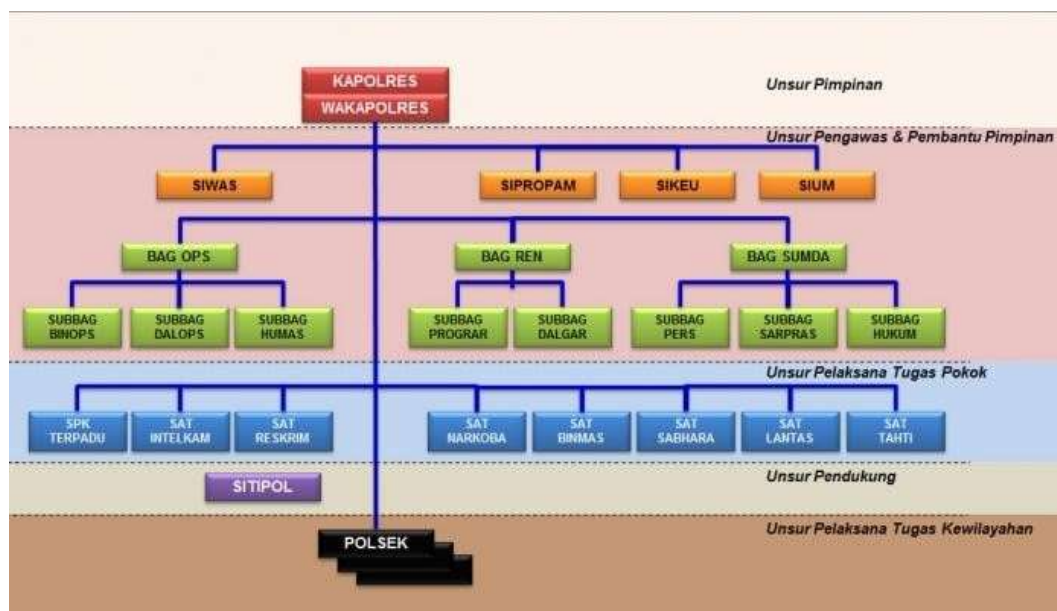 KAPOLRES
WAKAPOLRES
Unsur Pimpinan
Unsur Pengawas & Pembantu Pimpinan
SIWAS
SIPROPAM
SIKEU
SIUM
BAG OPS
BAG REN
BAG SUMDA
SUBBAG
BINOPS
SUBBAG
DALOPS
SUBBAG
HUMAS
SUBBAG
PROGRAR
SUBBAG
DALGAR
SUBBAG
PERS
SUBBAG
SARPRAS
SUBBAG
HUKUM
Unsur Pelaksana Tugas Pokok
SPK
TERPADU
SAT
INTELKAM
SAT
RESKRIM
SAT
NARKOBA
SAT
BINMAS
SAT
SABHARA
SAT
LANTAS
SAT
TAHTI
Unsur Pendukung
SITIPOL
Unsur Pelaksana Tugas Kewilayahan
POLSEK